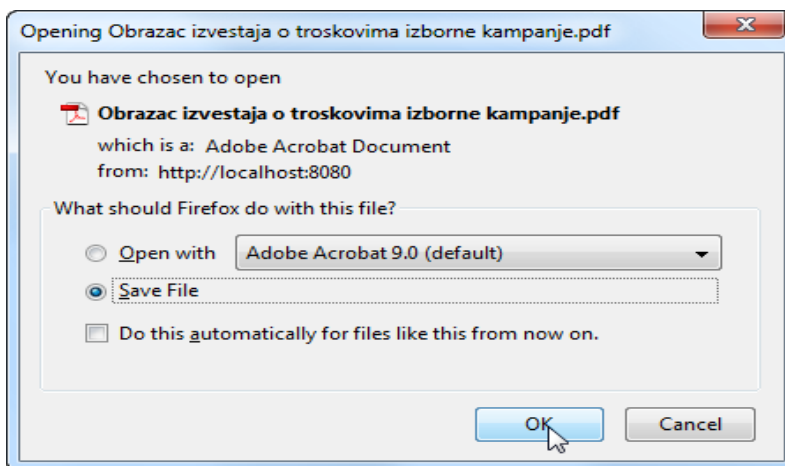 Opening Obrazac izvestaja o troskovima izborne kampanje.pdf
You have chosen to open
Obrazac izvestaja o troskovima izborne kampanje.pdf
which is a: Adobe Acrobat Document
from: http://localhost:8080
What should Firefox do with this file?
Open with Adobe Acrobat 9.0 (default)
Save File
Do this automatically for files like this from now on.
OK Cancel